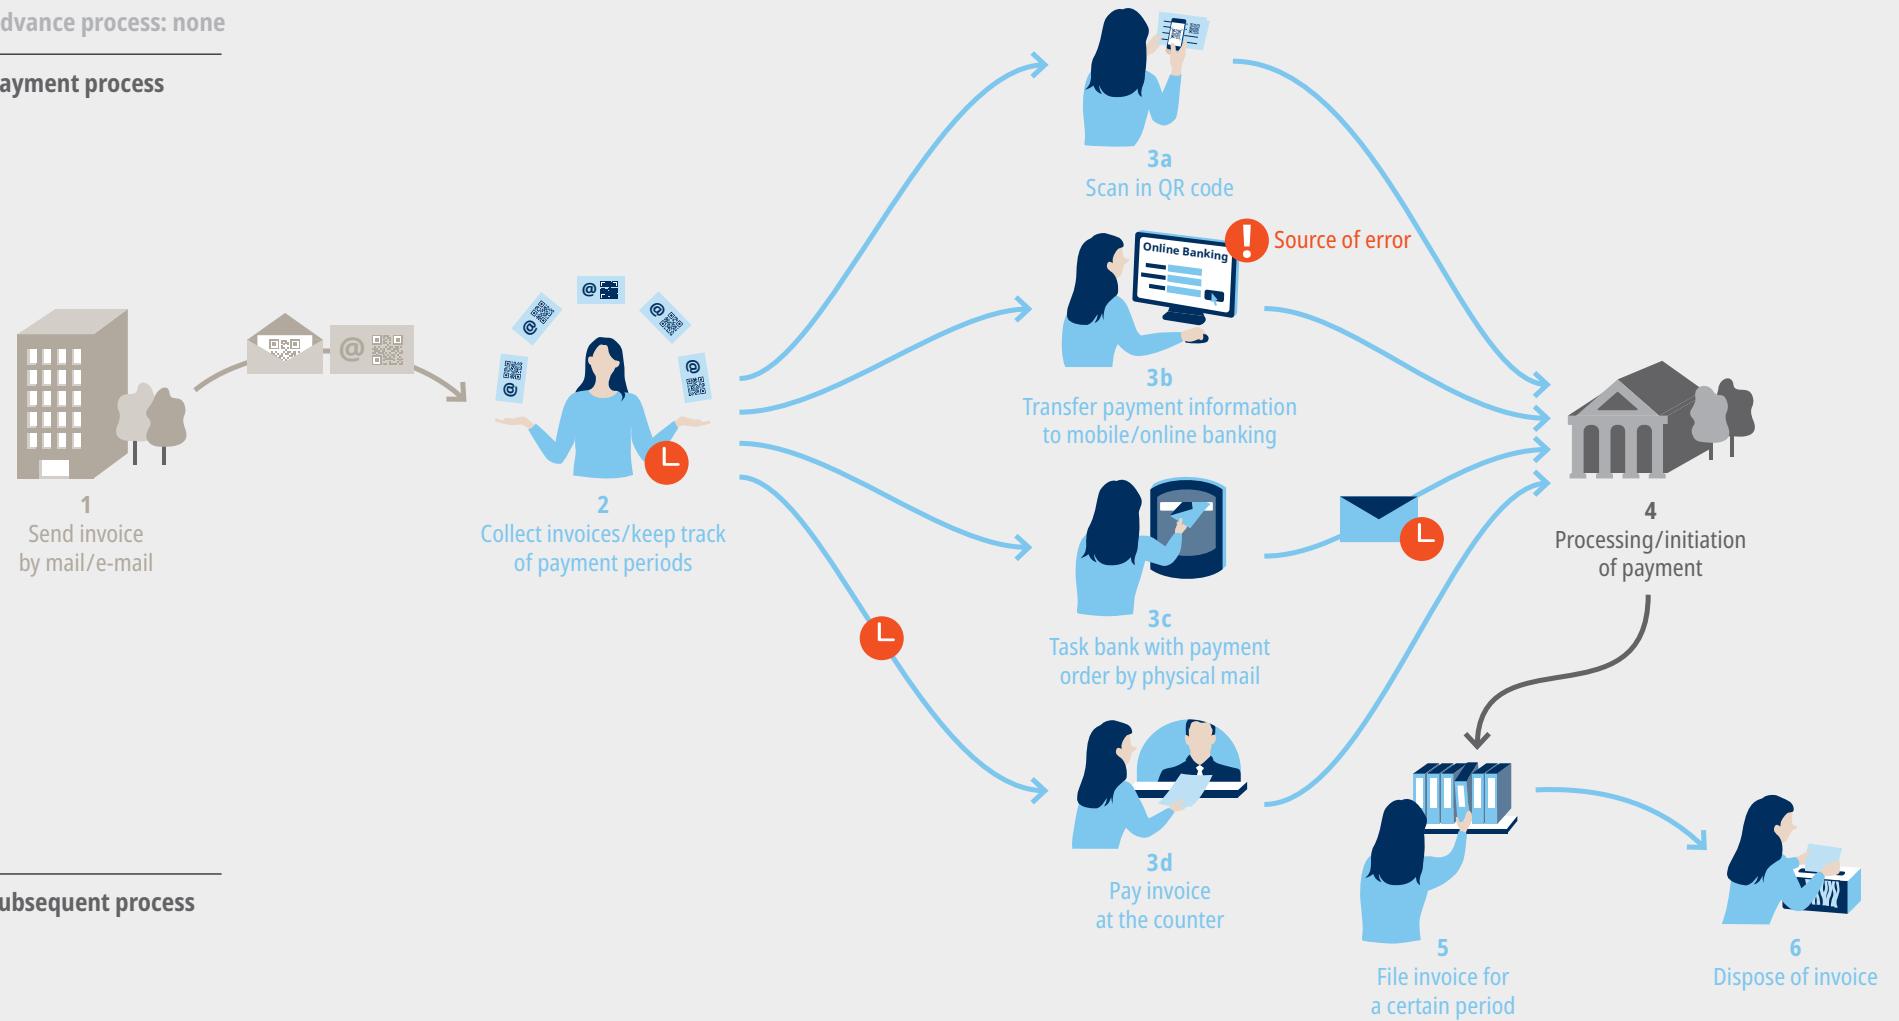 dvance process: none
ayment process
1
Send invoice
by mail/e-mail
@
@
@
@
@
@
2
Collect invoices/keep track
of payment periods
3a
Scan in QR code
Online Banking
!
Source of error
3b
Transfer payment information
to mobile/online banking
3c
Task bank with payment
order by physical mail
3d
Pay invoice
at the counter
4
Processing/initiation
of payment
ubsequent process
5
File invoice for
a certain period
6
Dispose of invoice